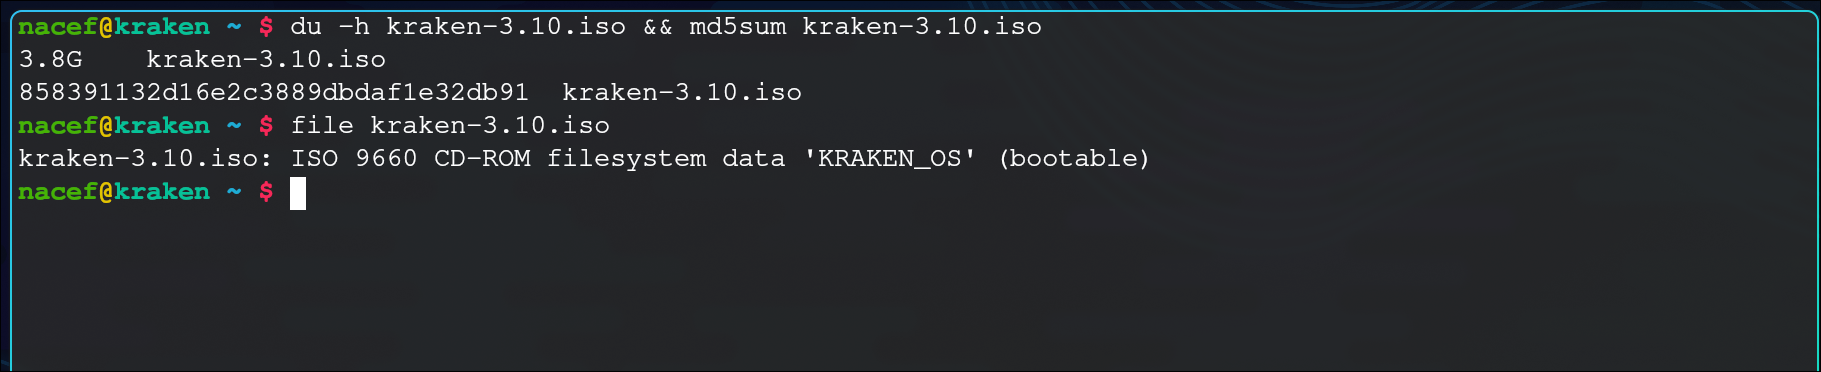 nacef@kraken ~ $ du -h kraken-3.10.iso && md5sum kraken-3.10.iso
3.8G    kraken-3.10.iso
858391132d16e2c3889dbdaf1e32db91  kraken-3.10.iso
nacef@kraken ~ $ file kraken-3.10.iso
kraken-3.10.iso: ISO 9660 CD-ROM filesystem data 'KRAKEN_OS' (bootable)
nacef@kraken ~ $